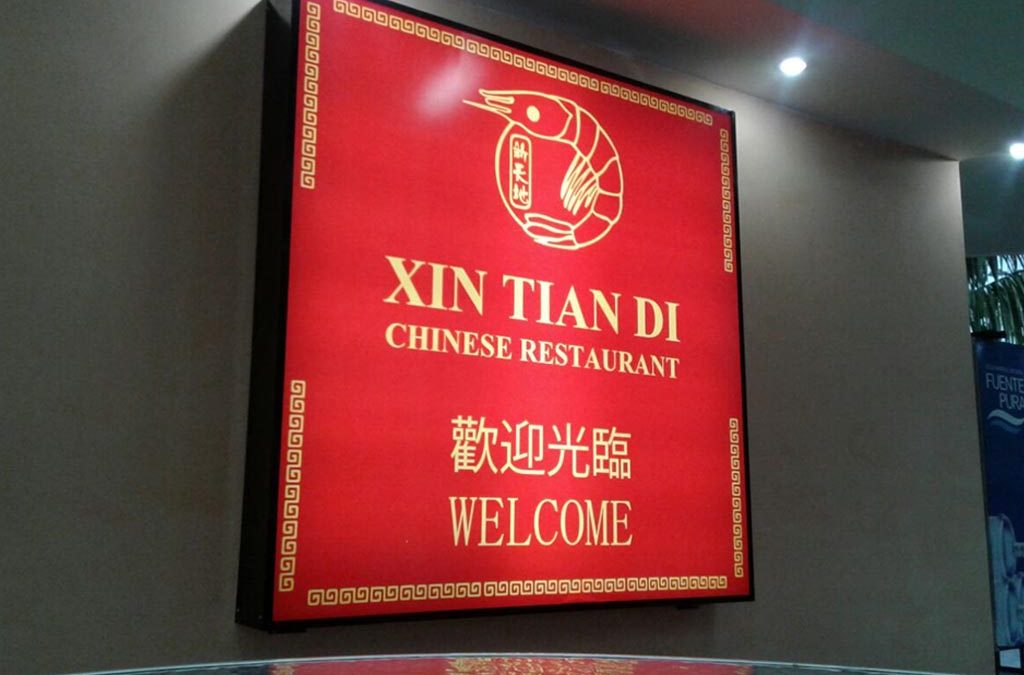 新天地
XIN TIAN DI
CHINESE RESTAURANT
歡迎光臨
WELCOME
FUENTE
PURA